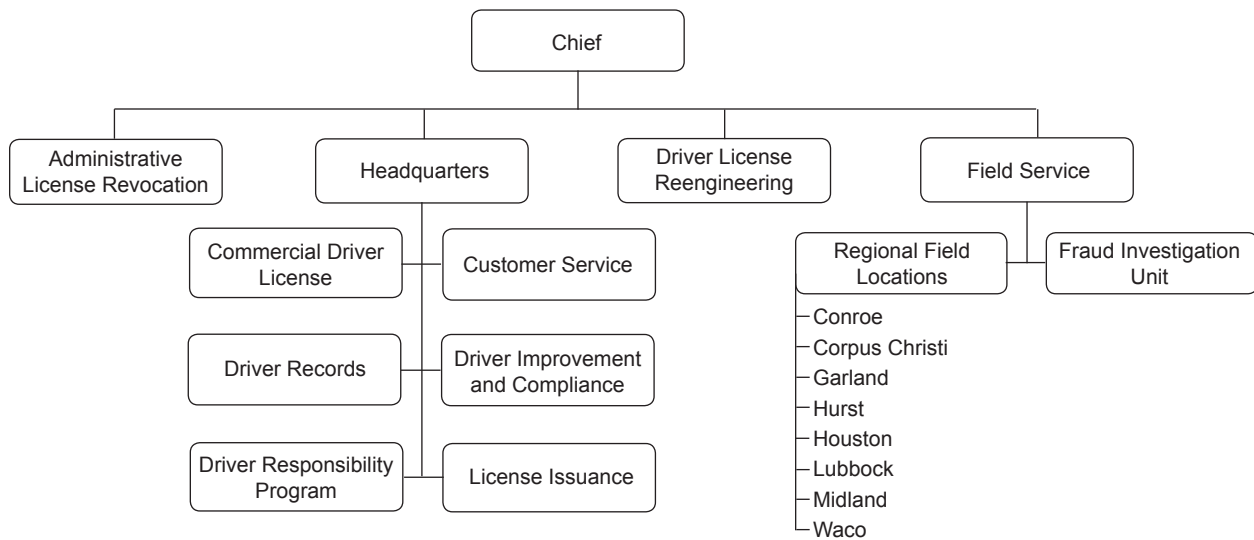 Chief
Administrative
License Revocation
Headquarters
Driver License
Reengineering
Field Service
Commercial Driver
License
Customer Service
Regional Field
Locations
Fraud Investigation
Unit
Driver Records
Driver Improvement
and Compliance
Driver Responsibility
Program
License Issuance
Conroe
Corpus Christi
Garland
Hurst
Houston
Lubbock
Midland
Waco